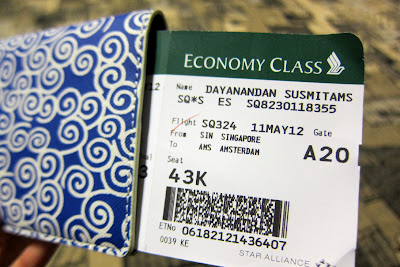 ECONOMY CLASS
Name DAYANANDAN SUSMITAMS
SQ*S ES SQ8230118355
Flight SQ324 11MAY12 Gate
From SIN SINGAPORE A20
To AMS AMSTERDAM
Seat
43K
ETNo 06182121436407
0039 KE
STAR ALLIANCE